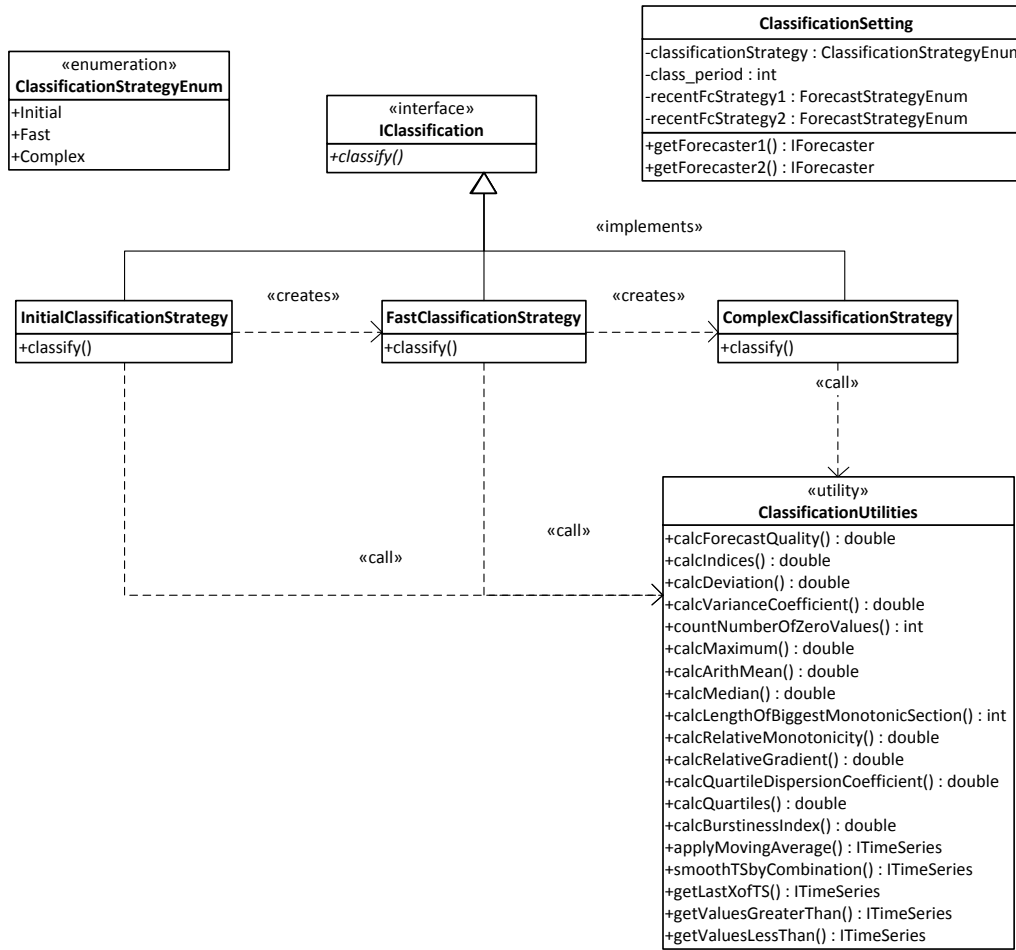 «enumeration»
ClassificationStrategyEnum
+Initial
+Fast
+Complex
«interface»
IClassification
+classify()
ClassificationSetting
-classificationStrategy : ClassificationStrategyEnum
-class_period : int
-recentFcStrategy1 : ForecastStrategyEnum
-recentFcStrategy2 : ForecastStrategyEnum
+getForecaster1() : IForecaster
+getForecaster2() : IForecaster
«implements»
InitialClassificationStrategy
+classify()
«creates»
FastClassificationStrategy
+classify()
«creates»
ComplexClassificationStrategy
+classify()
«call»
«call»
«call»
«utility»
ClassificationUtilities
+calcForecastQuality() : double
+calcIndices() : double
+calcDeviation() : double
+calcVarianceCoefficient() : double
+countNumberOfZeroValues() : int
+calcMaximum() : double
+calcArithMean() : double
+calcMedian() : double
+calcLengthOfBiggestMonotonicSection() : int
+calcRelativeMonotonicity() : double
+calcRelativeGradient() : double
+calcQuartileDispersionCoefficient() : double
+calcQuartiles() : double
+calcBurstinessIndex() : double
+applyMovingAverage() : ITimeSeries
+smoothTSbyCombination() : ITimeSeries
+getLastXofTS() : ITimeSeries
+getValuesGreaterThan() : ITimeSeries
+getValuesLessThan() : ITimeSeries